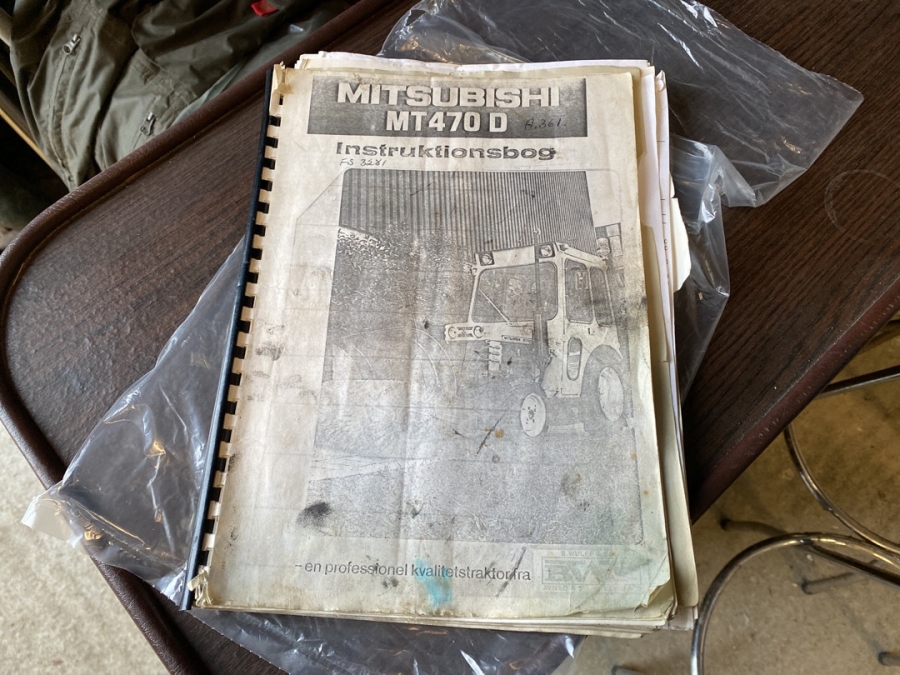 MITSUBISHI
MT470 D A.361.
Instruktionsbog
FS 3281
- en professionel kvalitetstraktor fra